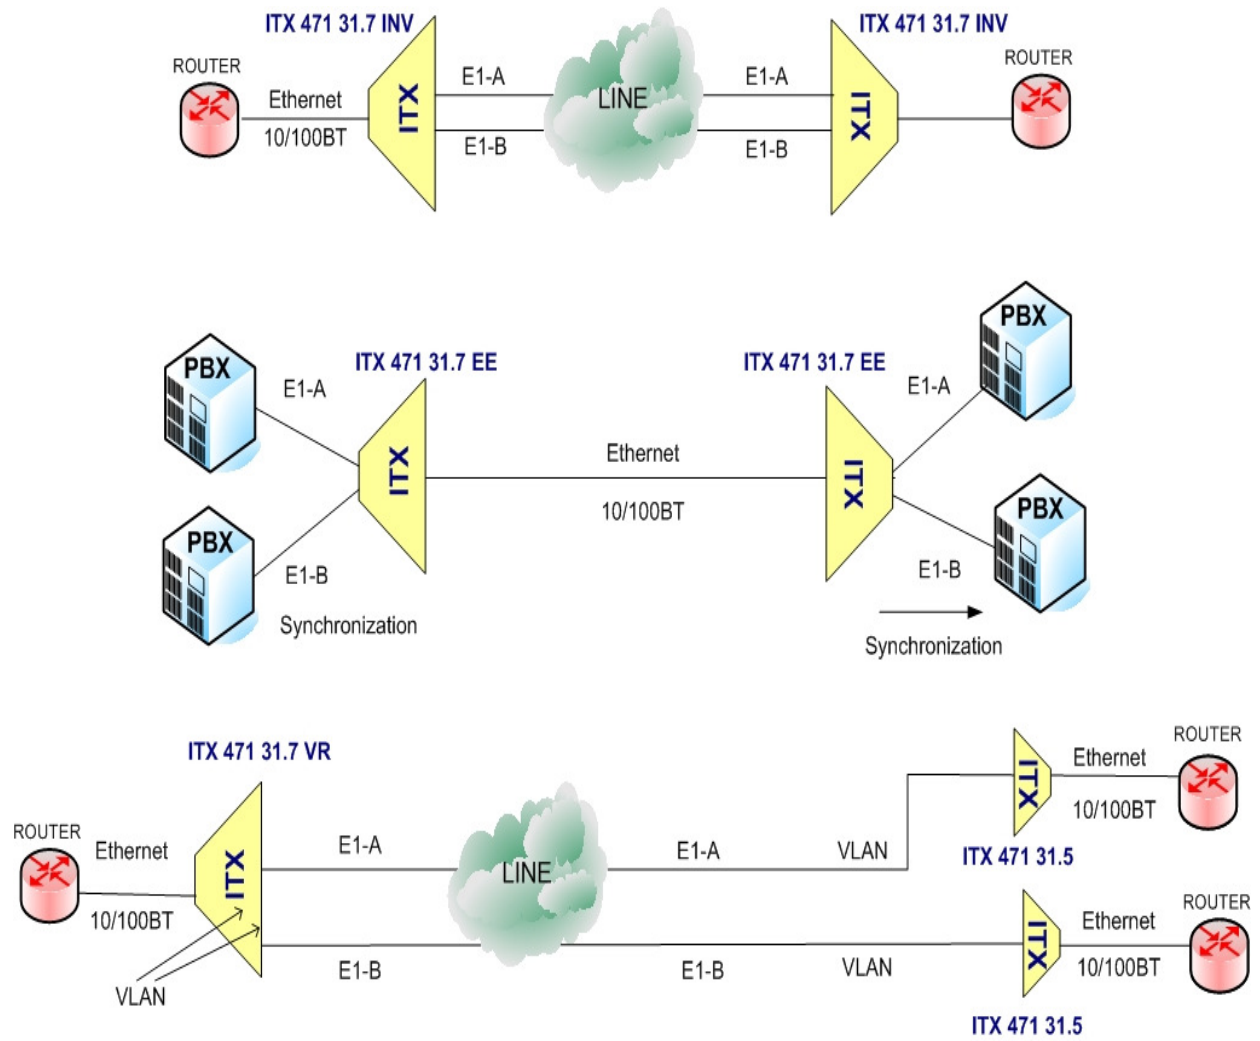 ITX 471 31.7 INV
ITX 471 31.7 INV
ROUTER
ROUTER
Ethernet
10/100BT
ITX
E1-A
E1-B
LINE
E1-A
E1-B
ITX
PBX
ITX 471 31.7 EE
ITX 471 31.7 EE
PBX
E1-A
E1-A
ITX
Ethernet
10/100BT
ITX
PBX
PBX
E1-B
E1-B
Synchronization
Synchronization
ITX 471 31.7 VR
ROUTER
ITX
Ethernet
10/100BT
ITX 471 31.5
ROUTER
Ethernet
10/100BT
ITX
VLAN
E1-A
E1-B
LINE
E1-A
VLAN
E1-B
VLAN
ITX
Ethernet
10/100BT
ROUTER
ITX 471 31.5